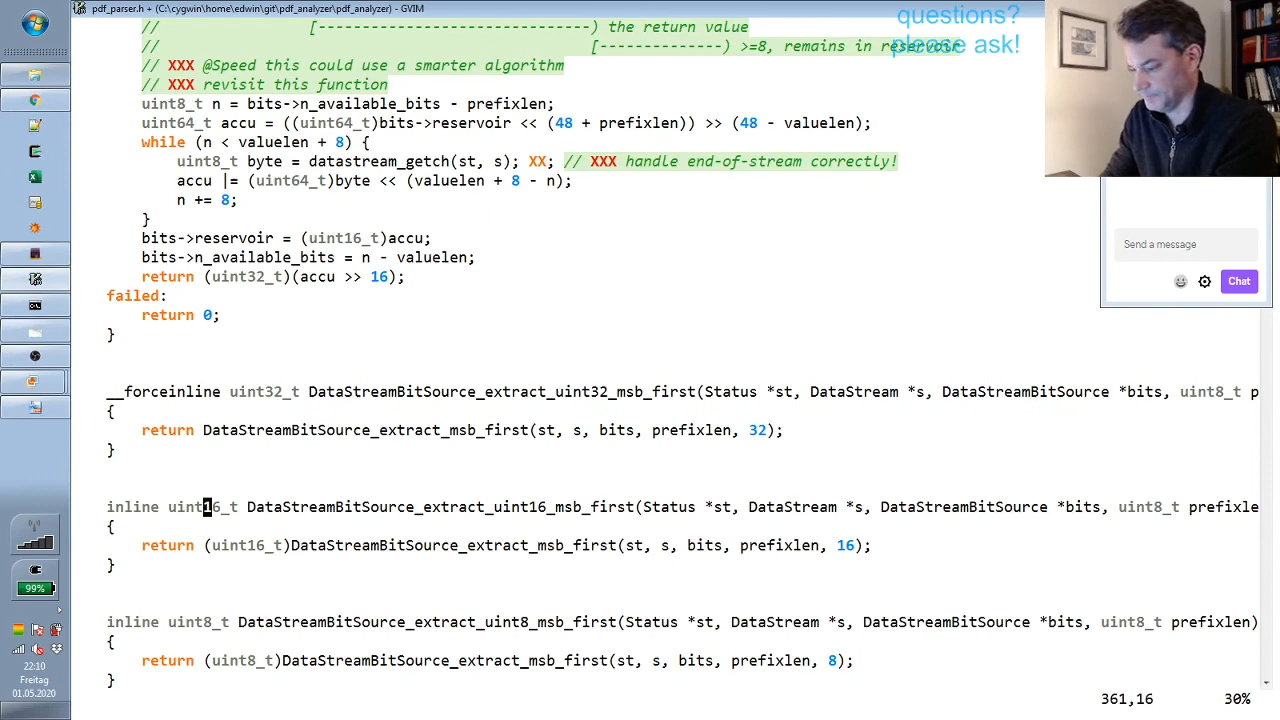 pdf_parser.h + (C:\cygwin\home\edwin\git\pdf_analyzer\pdf_analyzer) - GVIM
questions?
please ask!
//                 [-------------------------------) the return value
//                                                 [--------------) >=8, remains in reservoir
// XXX @Speed this could use a smarter algorithm
// XXX revisit this function
uint8_t n = bits->n_available_bits - prefixlen;
uint64_t accu = ((uint64_t)bits->reservoir << (48 + prefixlen)) >> (48 - valuelen);
while (n < valuelen + 8) {
uint8_t byte = datastream_getch(st, s); XX; // XXX handle end-of-stream correctly!
accu |= (uint64_t)byte << (valuelen + 8 - n);
n += 8;
}
bits->reservoir = (uint16_t)accu;
bits->n_available_bits = n - valuelen;
return (uint32_t)(accu >> 16);
failed:
return 0;
}
__forceinline uint32_t DataStreamBitSource_extract_uint32_msb_first(Status *st, DataStream *s, DataStreamBitSource *bits, uint8_t p
{
return DataStreamBitSource_extract_msb_first(st, s, bits, prefixlen, 32);
}
inline uint16_t DataStreamBitSource_extract_uint16_msb_first(Status *st, DataStream *s, DataStreamBitSource *bits, uint8_t prefixle
{
return (uint16_t)DataStreamBitSource_extract_msb_first(st, s, bits, prefixlen, 16);
}
inline uint8_t DataStreamBitSource_extract_uint8_msb_first(Status *st, DataStream *s, DataStreamBitSource *bits, uint8_t prefixlen)
{
return (uint8_t)DataStreamBitSource_extract_msb_first(st, s, bits, prefixlen, 8);
}
361,16
30%
Send a message
Chat
99%
22:10
Freitag
01.05.2020